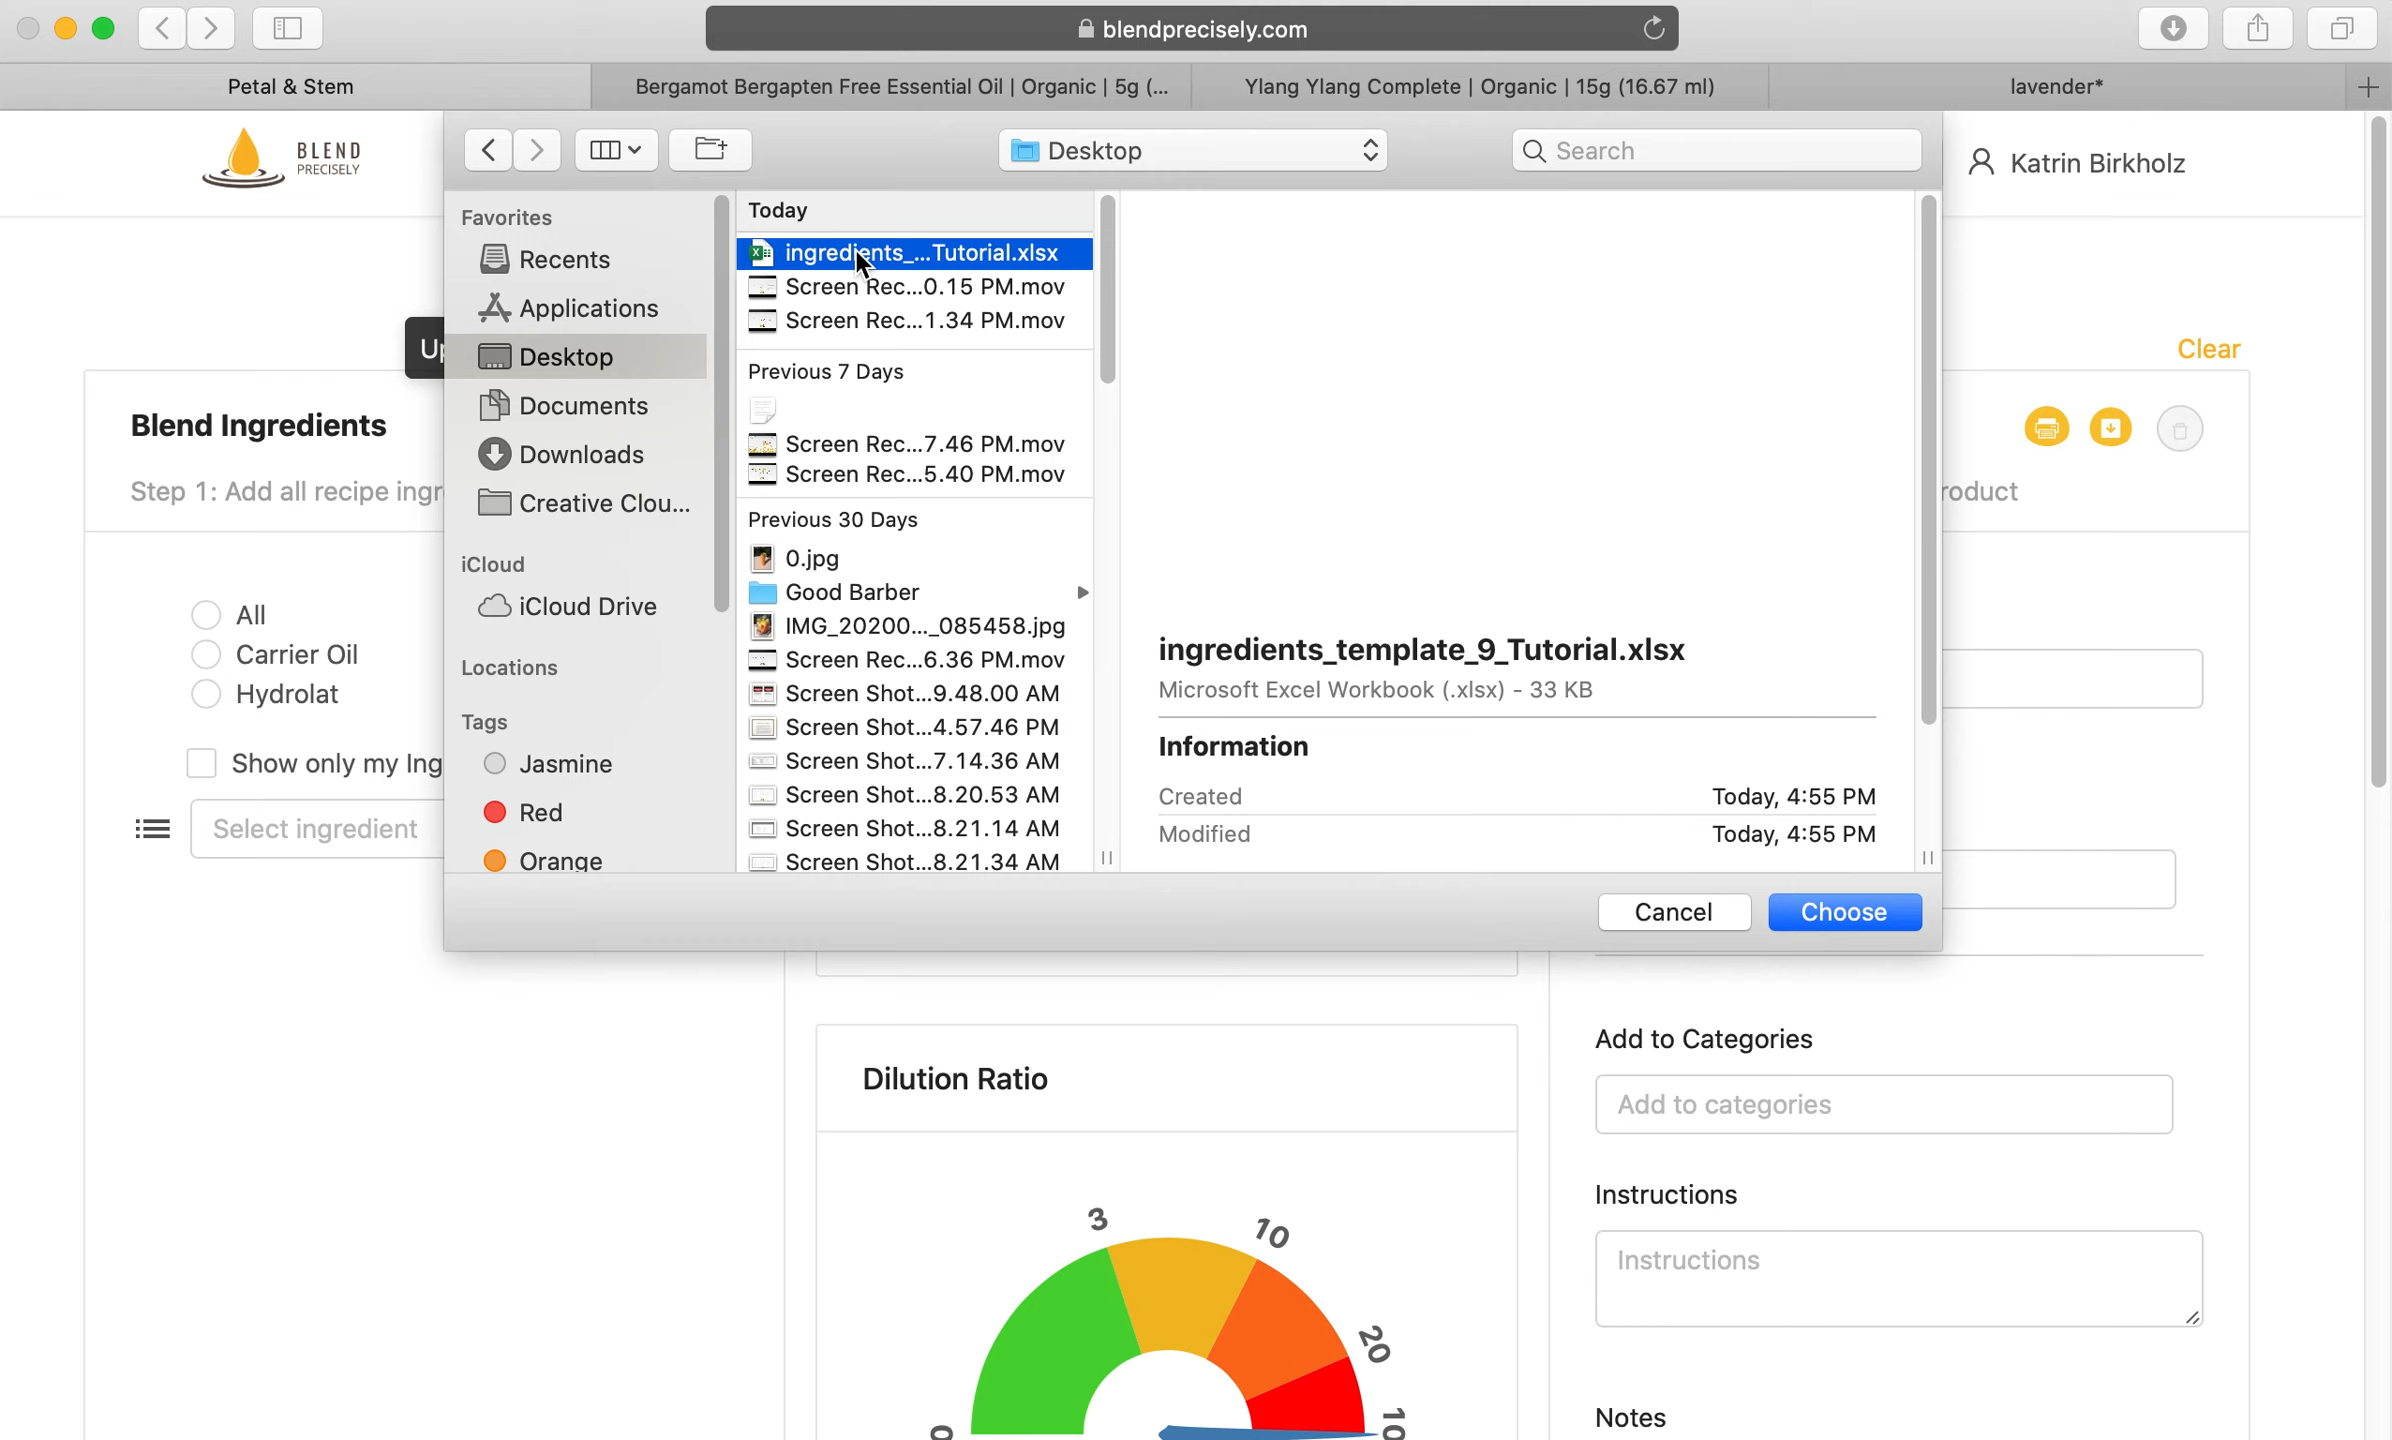 blendprecisely.com
Petal & Stem
Bergamot Bergapten Free Essential Oil | Organic | 5g (...
Ylang Ylang Complete | Organic | 15g (16.67 ml)
lavender*
BLEND
PRECISELY
Desktop
Search
Katrin Birkholz
Favorites
Recents
Applications
Desktop
Documents
Downloads
Creative Clou...
iCloud
iCloud Drive
Locations
Tags
Jasmine
Red
Orange
Today
ingredients_...Tutorial.xlsx
Screen Rec...0.15 PM.mov
Screen Rec...1.34 PM.mov
Previous 7 Days
Screen Rec...7.46 PM.mov
Screen Rec...5.40 PM.mov
Previous 30 Days
0.jpg
Good Barber
IMG_20200..._085458.jpg
Screen Rec...6.36 PM.mov
Screen Shot...9.48.00 AM
Screen Shot...4.57.46 PM
Screen Shot...7.14.36 AM
Screen Shot...8.20.53 AM
Screen Shot...8.21.14 AM
Screen Shot...8.21.34 AM
ingredients_template_9_Tutorial.xlsx
Microsoft Excel Workbook (.xlsx) - 33 KB
Information
Created Today, 4:55 PM
Modified Today, 4:55 PM
Cancel
Choose
Up
Clear
Blend Ingredients
Step 1: Add all recipe ingr
roduct
All
Carrier Oil
Hydrolat
Show only my Ing
Select ingredient
Dilution Ratio
0
3
10
20
10
Add to Categories
Add to categories
Instructions
Instructions
Notes